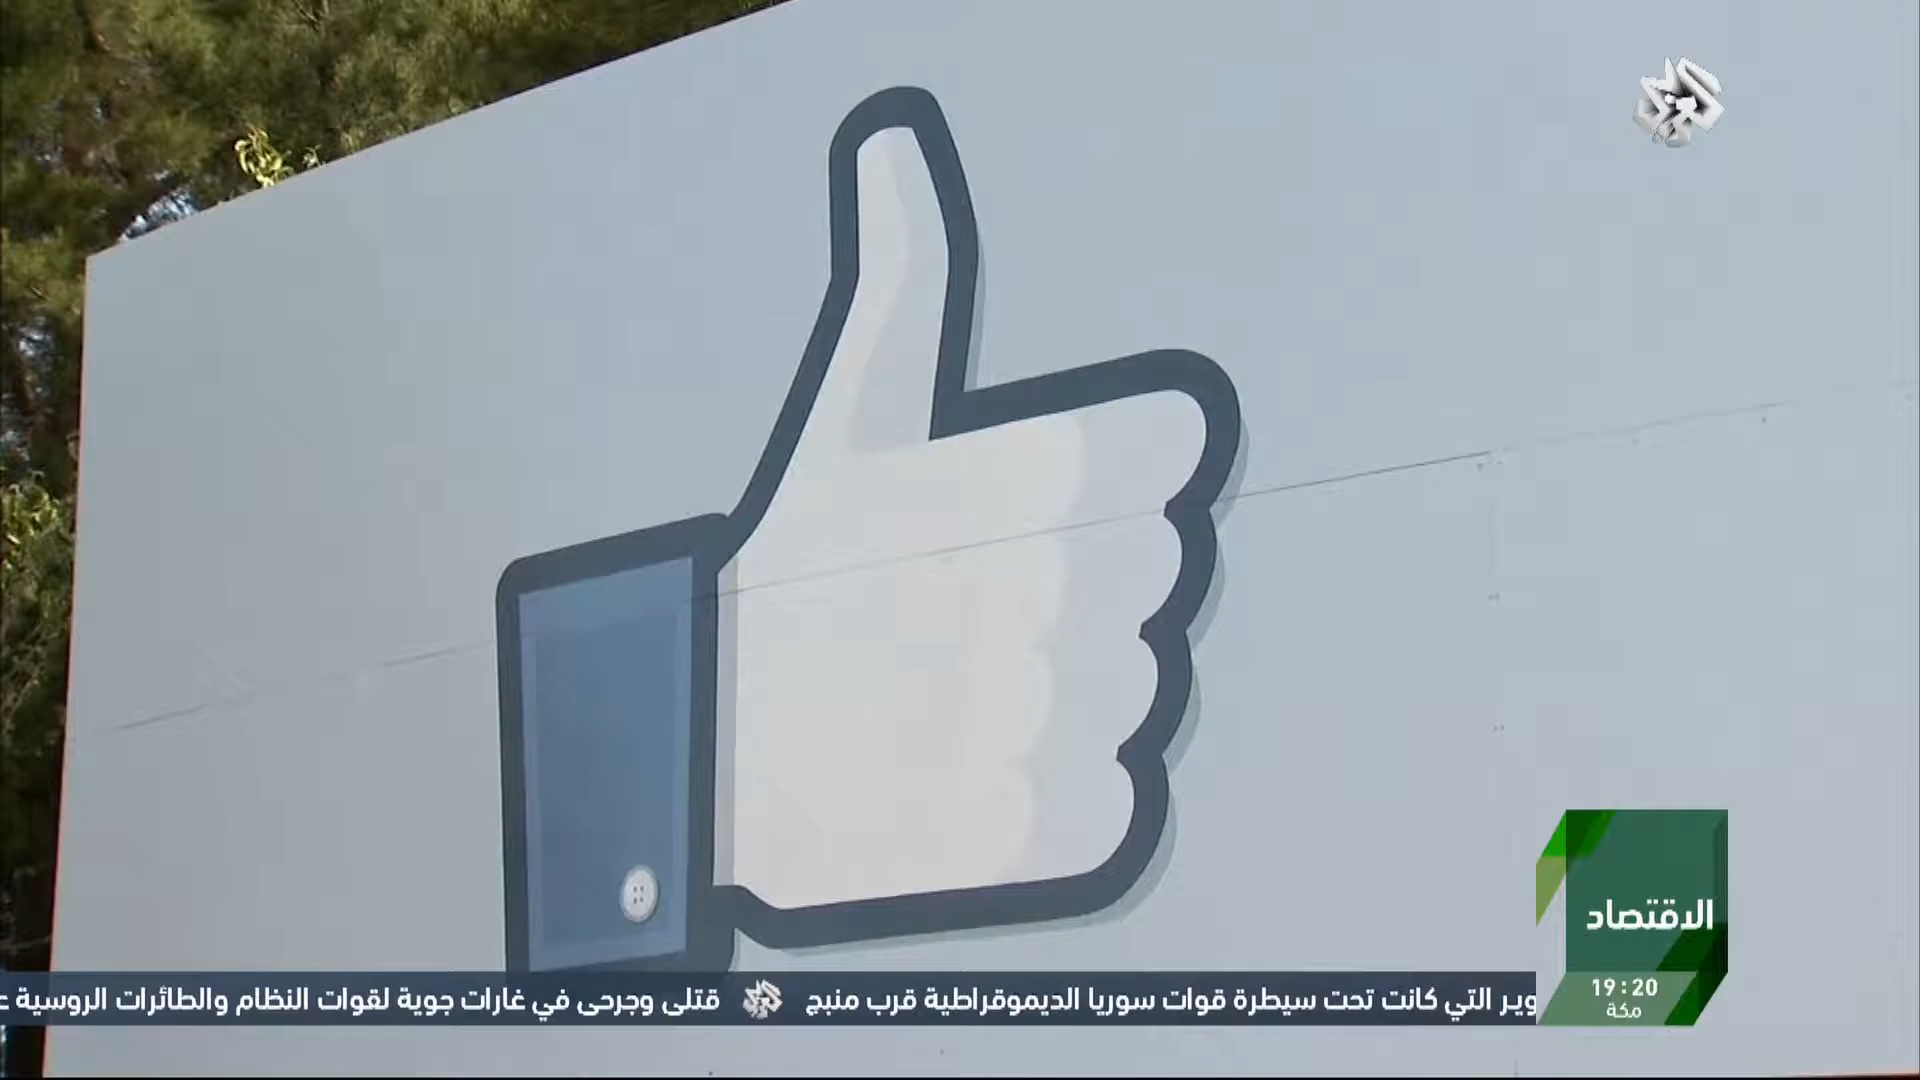 الاقتصاد
19:20
مكة
التي كانت تحت سيطرة قوات سوريا الديموقراطية قرب منبج
قتلى وجرحى في غارات جوية لقوات النظام والطائرات الروسية